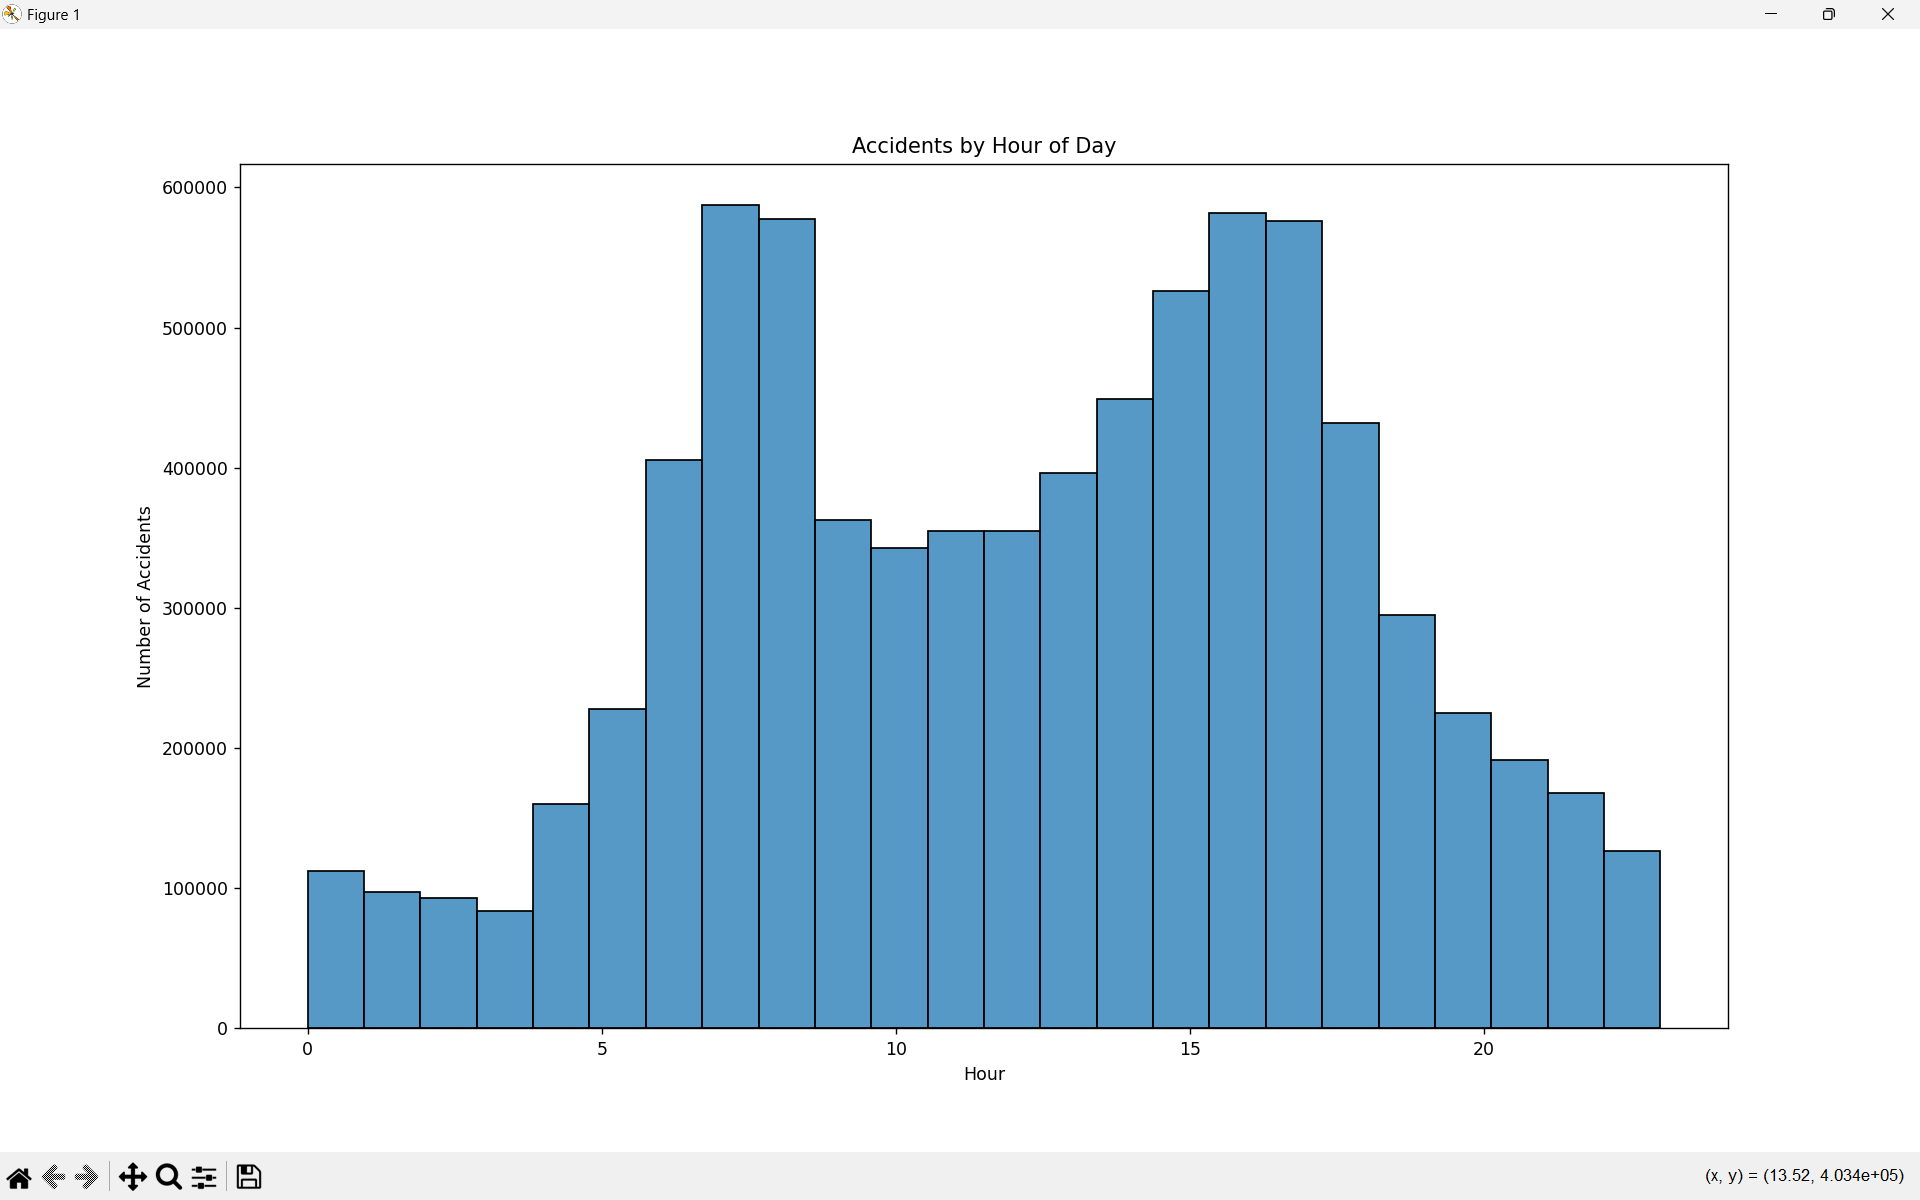 Figure 1
Accidents by Hour of Day
600000
500000
400000
300000
200000
100000
0
Number of Accidents
0 5 10 15 20
Hour
(x, y) = (13.52, 4.034e+05)